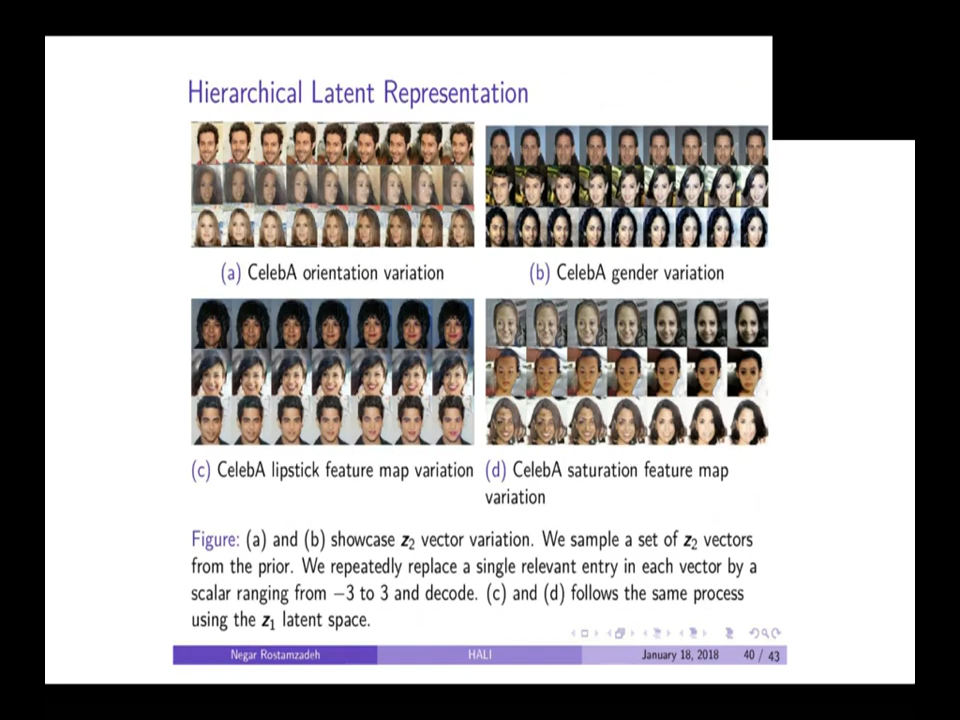 Hierarchical Latent Representation
(a) CelebA orientation variation
(b) CelebA gender variation
(c) CelebA lipstick feature map variation
(d) CelebA saturation feature map
variation
Figure: (a) and (b) showcase z₂ vector variation. We sample a set of z₂ vectors
from the prior. We repeatedly replace a single relevant entry in each vector by a
scalar ranging from −3 to 3 and decode. (c) and (d) follows the same process
using the z₁ latent space.
Negar Rostamzadeh HALI January 18, 2018 40 / 43